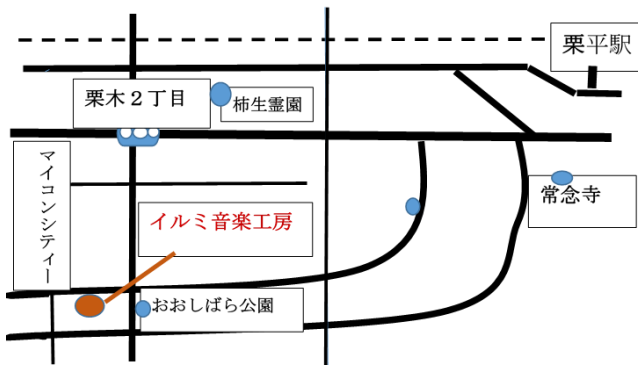 栗平駅
栗木２丁目
柿生霊園
マイコンシティー
常念寺
イルミ音楽工房
おおしばら公園